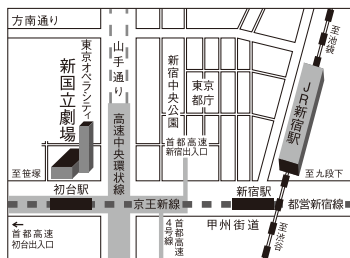 方南通り
至池袋
山手通り
東京オペラシティ
新国立劇場
新宿中央公園
東京
都庁
JR新宿駅
高速中央環状線
首都高速
新宿出入口
至笹塚
至九段下
初台駅
新宿駅
京王新線
都営新宿線
甲州街道
至渋谷
首都高速
4号線
←
首都高速
初台出入口